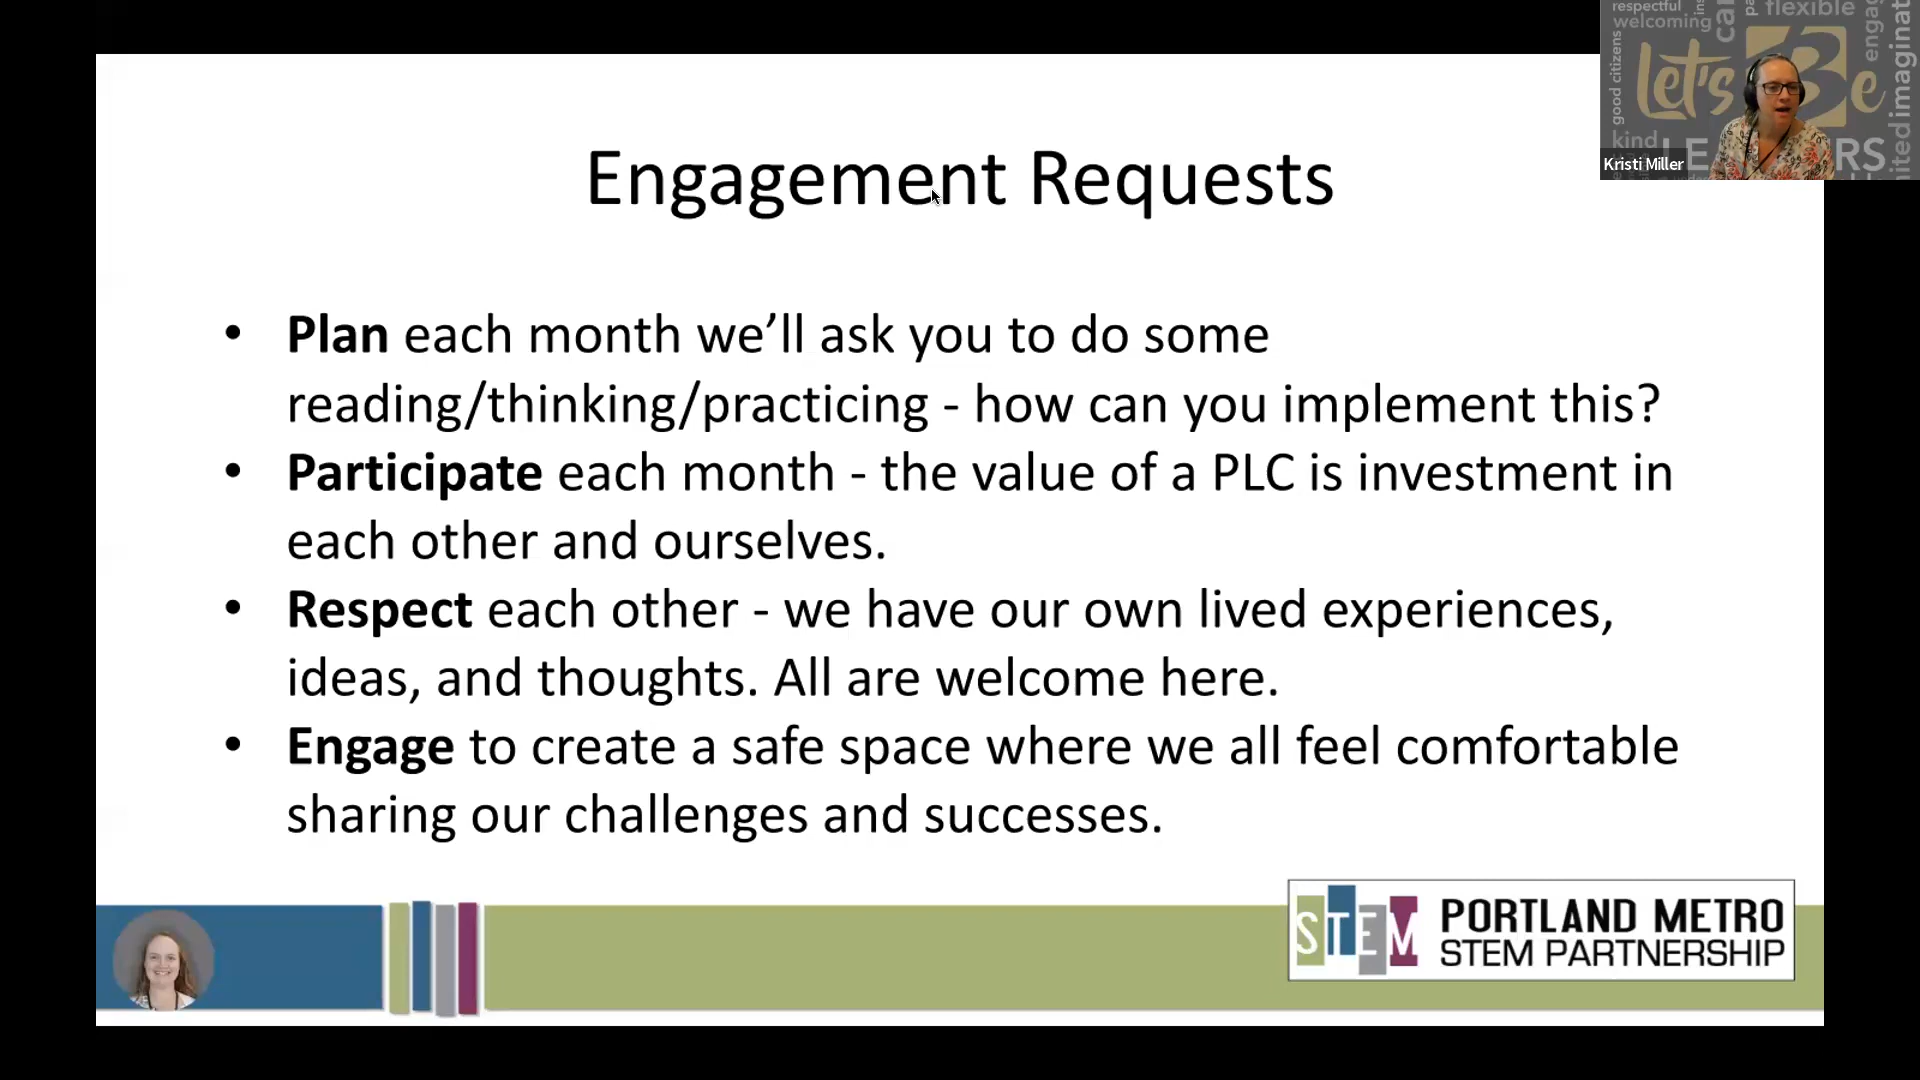 Engagement Requests
• Plan each month we’ll ask you to do some
reading/thinking/practicing - how can you implement this?
• Participate each month - the value of a PLC is investment in
each other and ourselves.
• Respect each other - we have our own lived experiences,
ideas, and thoughts. All are welcome here.
• Engage to create a safe space where we all feel comfortable
sharing our challenges and successes.
STEM
PORTLAND METRO
STEM PARTNERSHIP
respectful
welcoming
flexible
good citizens
Let's Be
kind
Kristi Miller